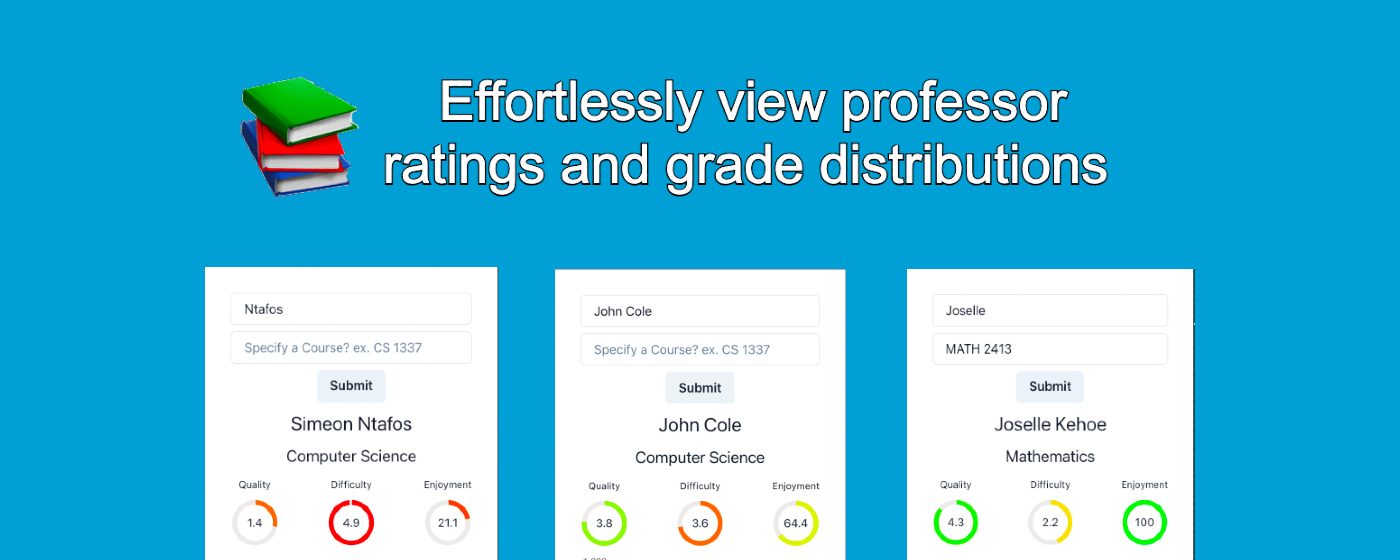 Effortlessly view professor
ratings and grade distributions
Ntafos
Specify a Course? ex. CS 1337
Submit
Simeon Ntafos
Computer Science
Quality Difficulty Enjoyment
1.4 4.9 21.1
John Cole
Specify a Course? ex. CS 1337
Submit
John Cole
Computer Science
Quality Difficulty Enjoyment
3.8 3.6 64.4
Joselle
MATH 2413
Submit
Joselle Kehoe
Mathematics
Quality Difficulty Enjoyment
4.3 2.2 100